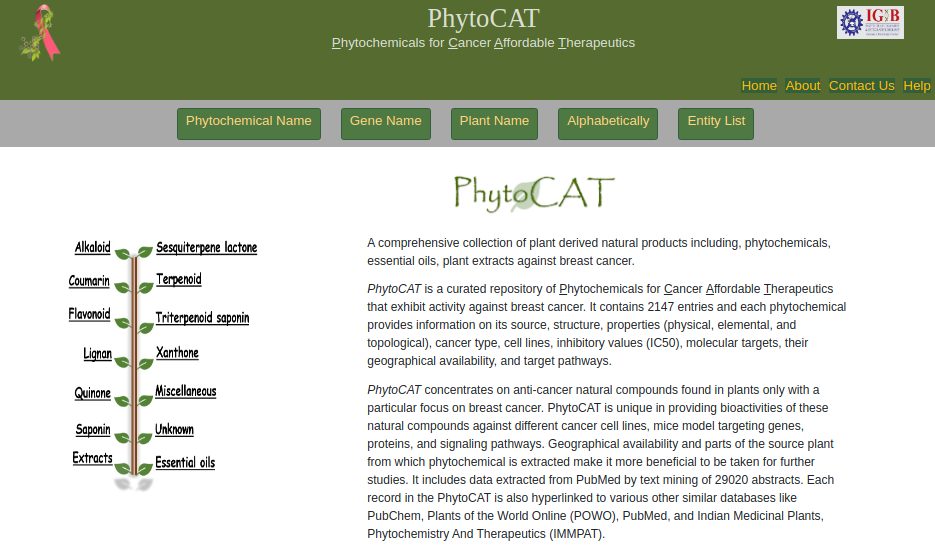 PhytoCAT
Phytochemicals for Cancer Affordable Therapeutics
IGIB
Home About Contact Us Help
Phytochemical Name Gene Name Plant Name Alphabetically Entity List
PhytoCAT
Alkaloid Sesquiterpene lactone
Coumarin Terpenoid
Flavonoid Triterpenoid saponin
Lignan Xanthone
Quinone Miscellaneous
Saponin Unknown
Extracts Essential oils
A comprehensive collection of plant derived natural products including, phytochemicals,
essential oils, plant extracts against breast cancer.
PhytoCAT is a curated repository of Phytochemicals for Cancer Affordable Therapeutics
that exhibit activity against breast cancer. It contains 2147 entries and each phytochemical
provides information on its source, structure, properties (physical, elemental, and
topological), cancer type, cell lines, inhibitory values (IC50), molecular targets, their
geographical availability, and target pathways.
PhytoCAT concentrates on anti-cancer natural compounds found in plants only with a
particular focus on breast cancer. PhytoCAT is unique in providing bioactivities of these
natural compounds against different cancer cell lines, mice model targeting genes,
proteins, and signaling pathways. Geographical availability and parts of the source plant
from which phytochemical is extracted make it more beneficial to be taken for further
studies. It includes data extracted from PubMed by text mining of 29020 abstracts. Each
record in the PhytoCAT is also hyperlinked to various other similar databases like
PubChem, Plants of the World Online (POWO), PubMed, and Indian Medicinal Plants,
Phytochemistry And Therapeutics (IMMPAT).